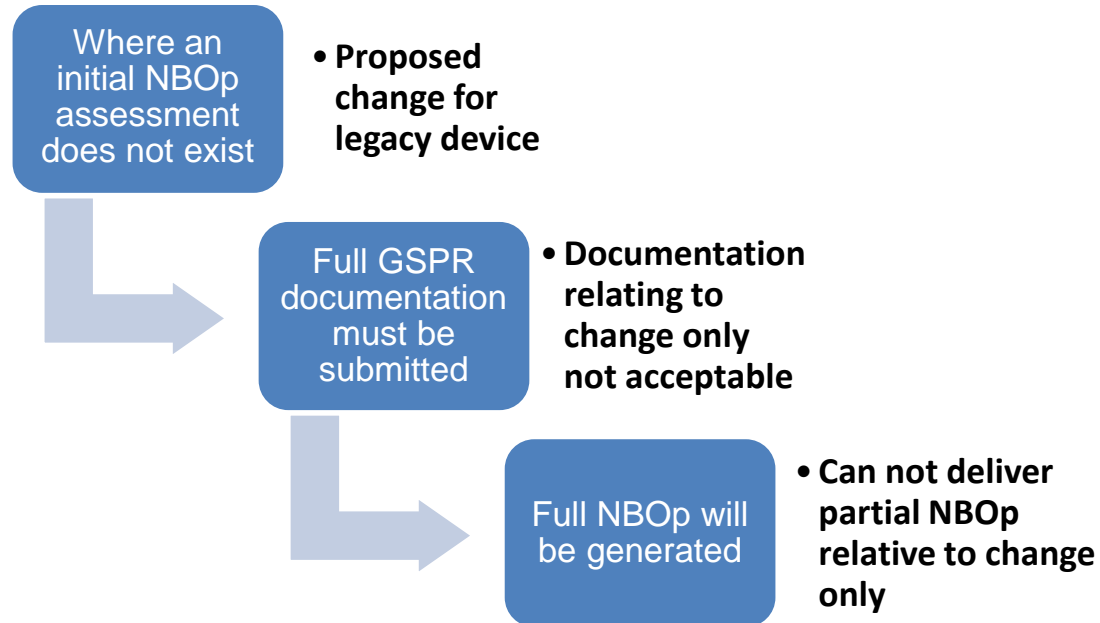 Where an
initial NBOp
assessment
does not exist
• Proposed
change for
legacy device
Full GSPR
documentation
must be
submitted
• Documentation
relating to
change only
not acceptable
Full NBOp will
be generated
• Can not deliver
partial NBOp
relative to change
only